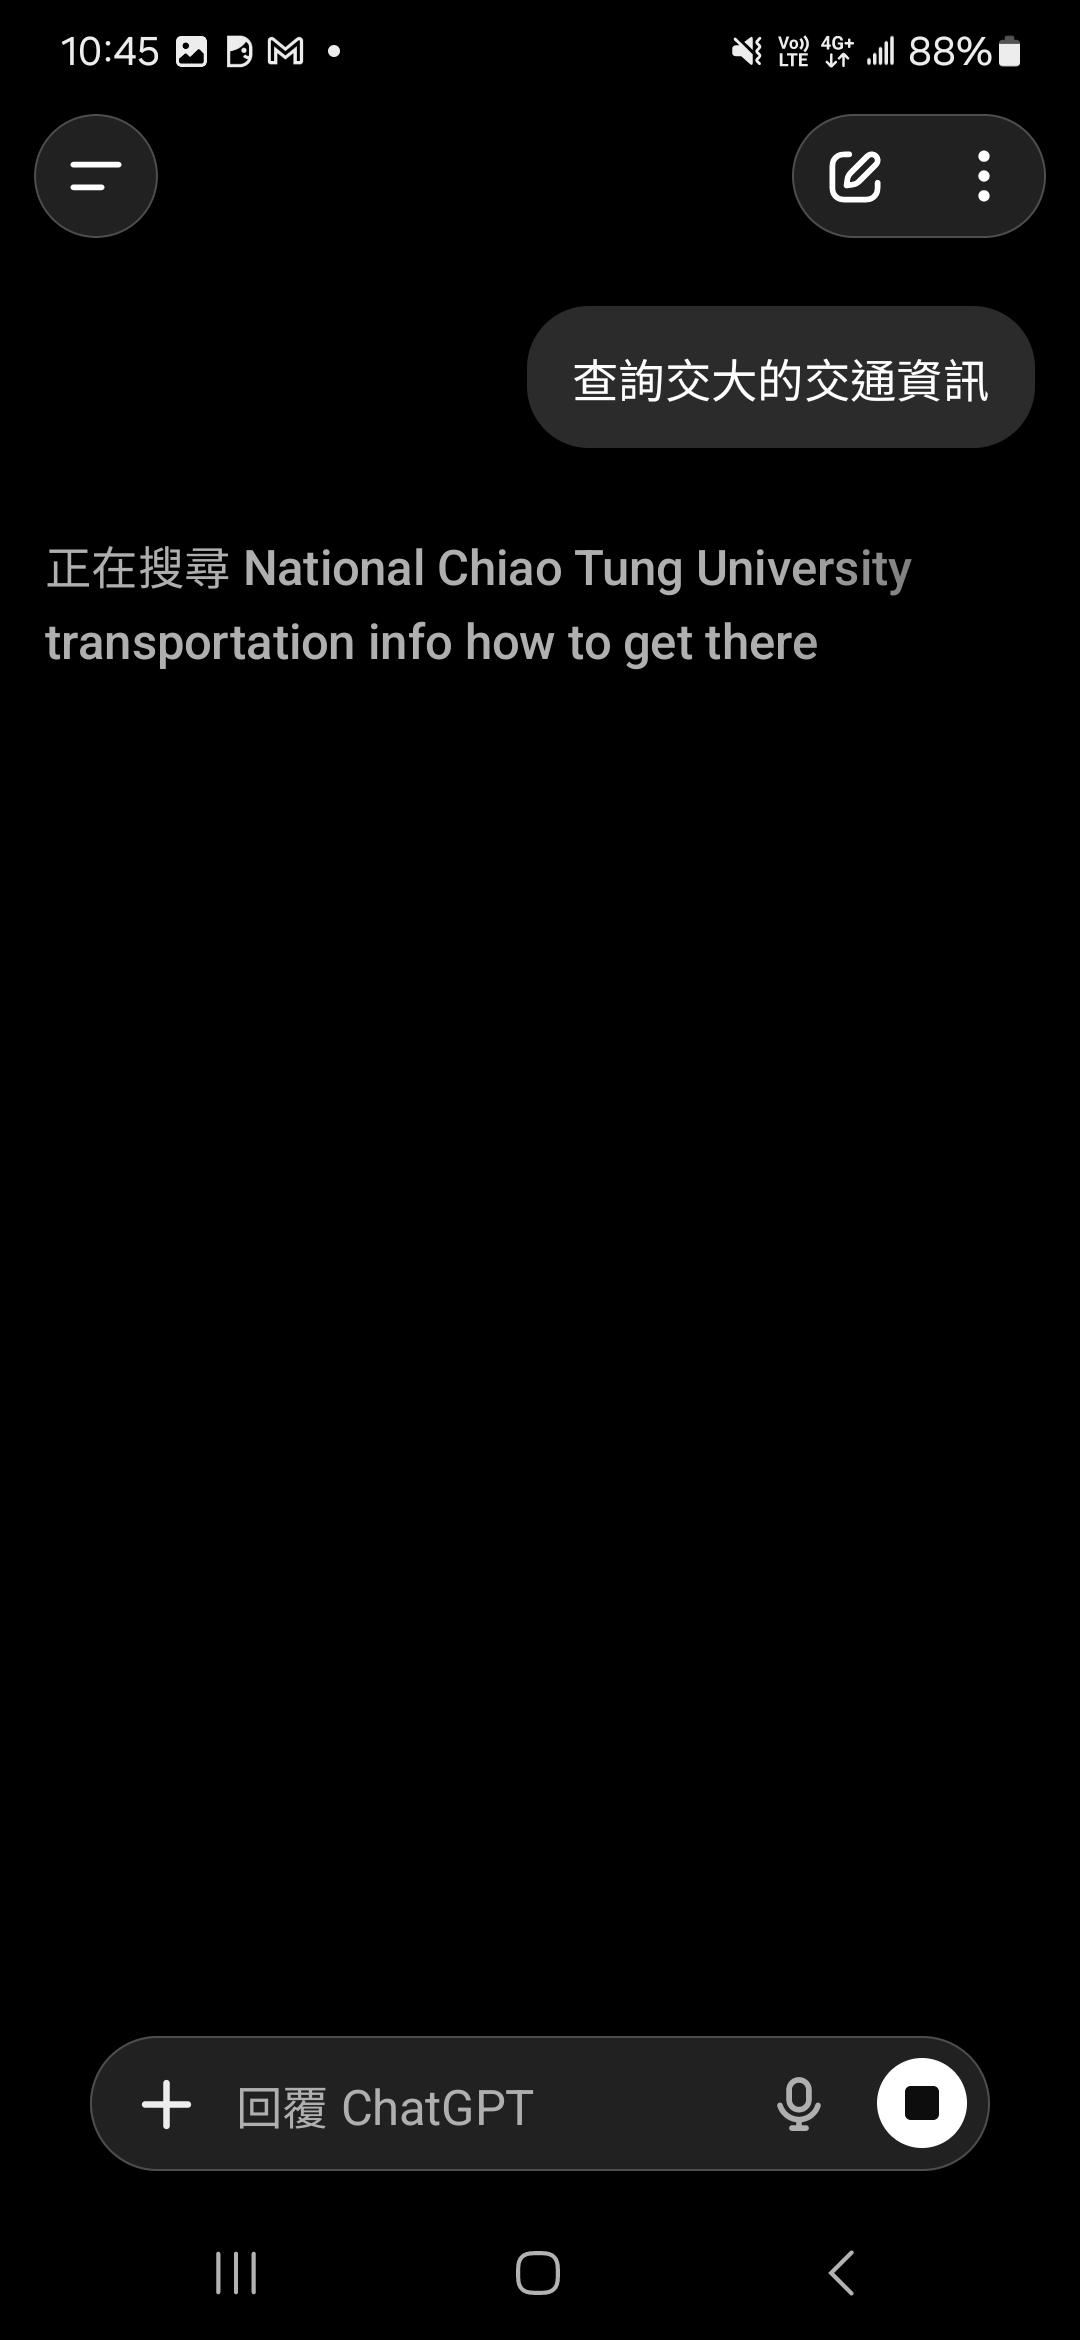 10:45
Vo)) LTE 4G+ 88%
查詢交大的交通資訊
正在搜尋 National Chiao Tung University
transportation info how to get there
回覆 ChatGPT